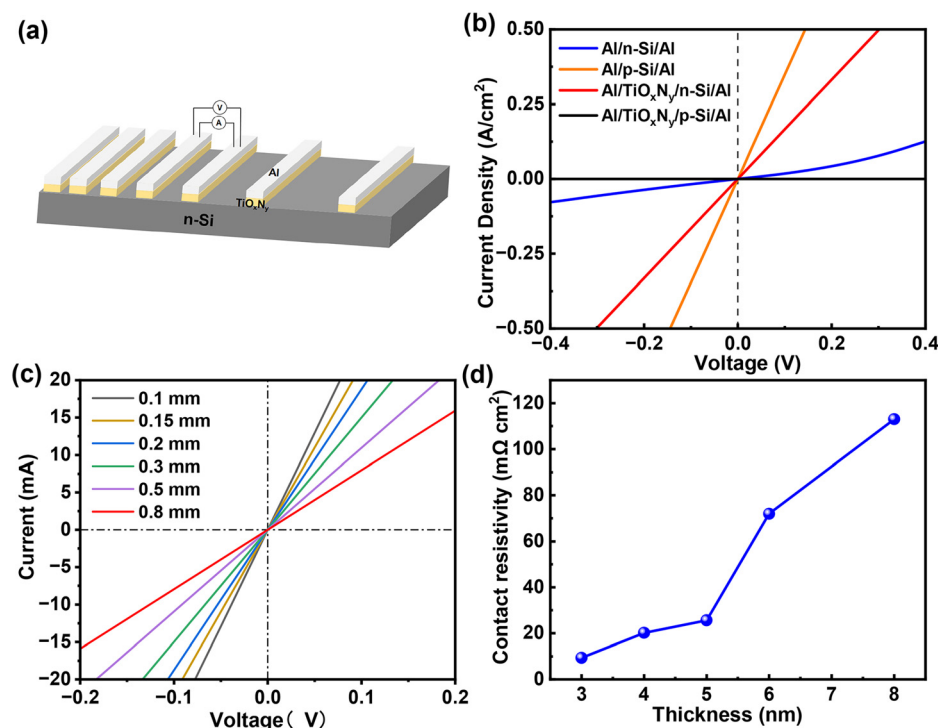 (a)
V
A
Al
TiOxNy
n-Si
(b)
Current Density (A/cm²)
0.50
0.25
0.00
−0.25
−0.50
Al/n-Si/Al
Al/p-Si/Al
Al/TiOxNy/n-Si/Al
Al/TiOxNy/p-Si/Al
−0.4 −0.2 0.0 0.2 0.4
Voltage (V)
(c)
Current (mA)
20
15
10
5
0
−5
−10
−15
−20
0.1 mm
0.15 mm
0.2 mm
0.3 mm
0.5 mm
0.8 mm
−0.2 −0.1 0.0 0.1 0.2
Voltage( V)
(d)
Contact resistivity (mΩ cm²)
120
100
80
60
40
20
0
3 4 5 6 7 8
Thickness (nm)